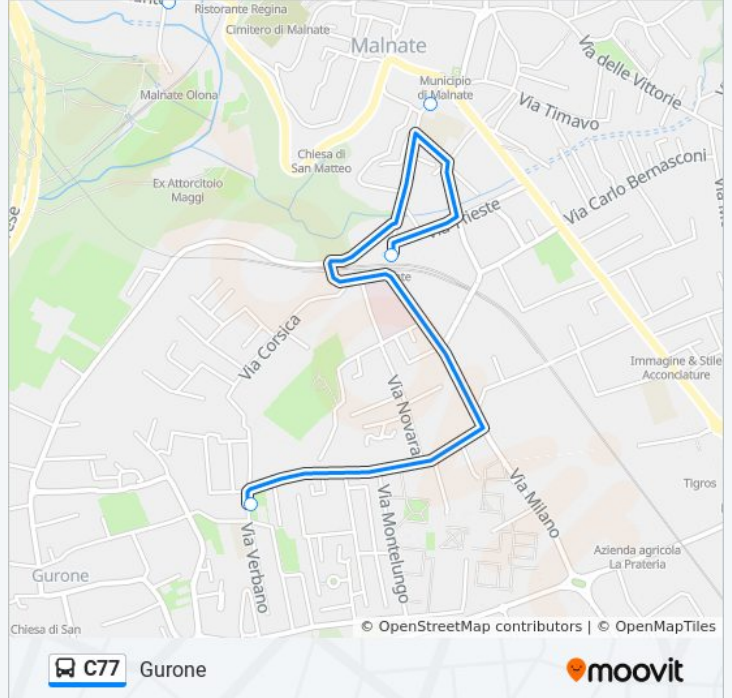 Ristorante Regina
Cimitero di Malnate
Malnate
Via delle Vittorie
Malnate Olona
Municipio
di Malnate
Via Timavo
Chiesa di
San Matteo
Via Carlo Bernasconi
Ex Attorcitoio
Maggi
Via Trieste
Via Corsica
Immagine & Stile
Acconciature
Via Novara
Via Milano
Tigros
Via Montelungo
Via Verbano
Azienda agricola
La Prateria
Gurone
Chiesa di San
© OpenStreetMap contributors | © OpenMapTiles
C77 Gurone
moovit